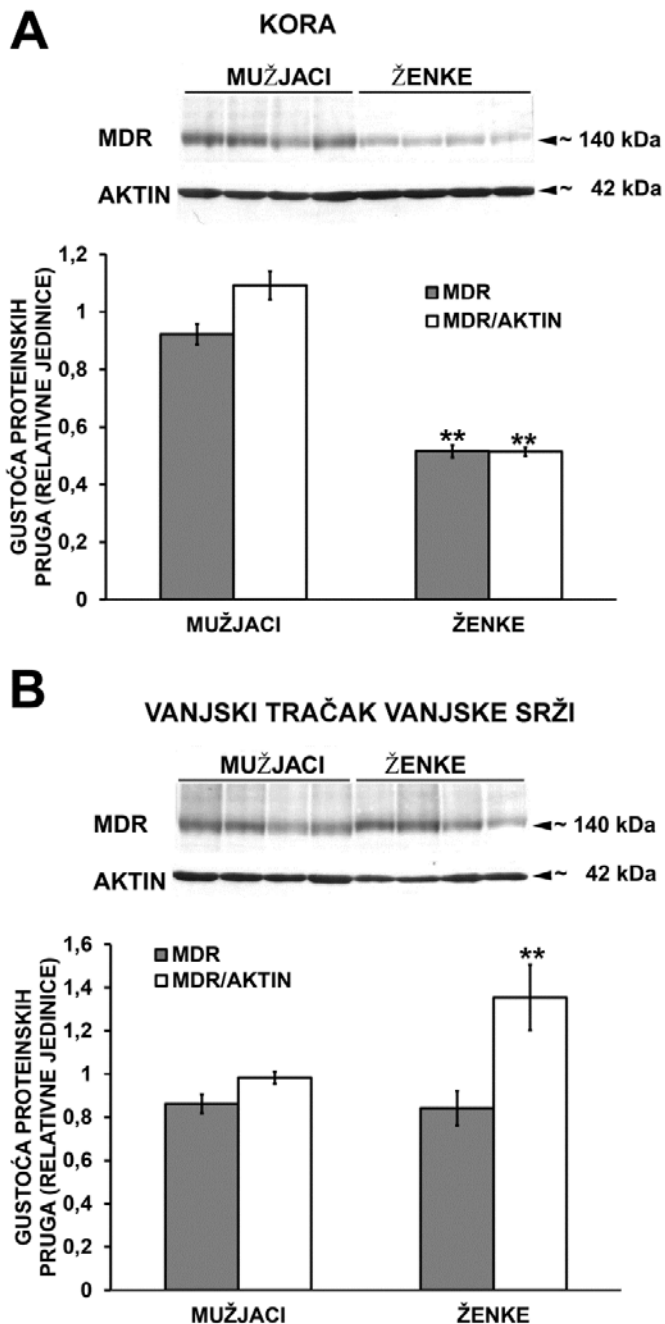 A
KORA
MUŽJACI ŽENKE
MDR ~ 140 kDa
AKTIN ~ 42 kDa
GUSTOĆA PROTEINSKIH
PRUGA (RELATIVNE JEDINICE)
1,2
1
0,8
0,6
0,4
0,2
0
MDR
MDR/AKTIN
** **
MUŽJACI ŽENKE
B
VANJSKI TRAČAK VANJSKE SRŽI
MUŽJACI ŽENKE
MDR ~ 140 kDa
AKTIN ~ 42 kDa
GUSTOĆA PROTEINSKIH
PRUGA (RELATIVNE JEDINICE)
1,6
1,4
1,2
1
0,8
0,6
0,4
0,2
0
MDR
MDR/AKTIN
**
MUŽJACI ŽENKE